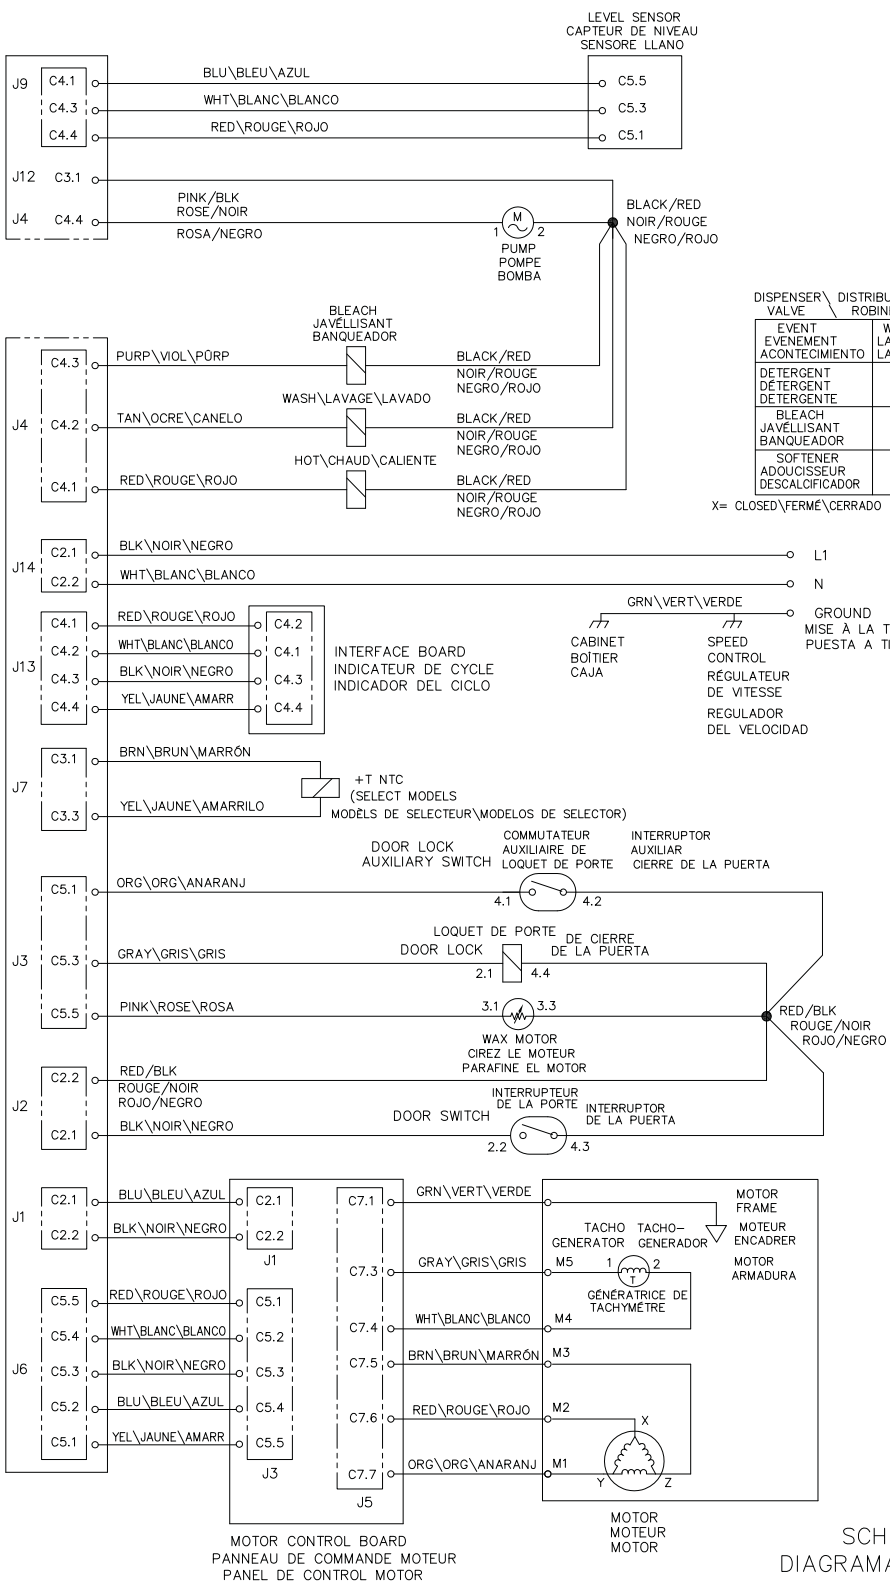 LEVEL SENSOR
CAPTEUR DE NIVEAU
SENSORE LLANO
J9
C4.1
BLU\BLEU\AZUL
C5.5
C4.3
WHT\BLANC\BLANCO
C5.3
C4.4
RED\ROUGE\ROJO
C5.1
J12
C3.1
J4
C4.4
PINK/BLK
ROSE/NOIR
ROSA/NEGRO
M
1
2
PUMP
POMPE
BOMBA
BLACK/RED
NOIR/ROUGE
NEGRO/ROJO
DISPENSER\ DISTRIBU
VALVE \ ROBIN
EVENT
EVENEMENT
ACONTECIMIENTO
W
LA
LA
DETERGENT
DÉTERGENT
DETERGENTE
BLEACH
JAVÉLLISANT
BANQUEADOR
SOFTENER
ADOUCISSEUR
DESCALCIFICADOR
X= CLOSED\FERMÉ\CERRADO
BLEACH
JAVÉLLISANT
BANQUEADOR
J4
C4.3
PURP\VIOL\PÚRP
BLACK/RED
NOIR/ROUGE
NEGRO/ROJO
WASH\LAVAGE\LAVADO
C4.2
TAN\OCRE\CANELO
BLACK/RED
NOIR/ROUGE
NEGRO/ROJO
HOT\CHAUD\CALIENTE
C4.1
RED\ROUGE\ROJO
BLACK/RED
NOIR/ROUGE
NEGRO/ROJO
J14
C2.1
BLK\NOIR\NEGRO
L1
C2.2
WHT\BLANC\BLANCO
N
GRN\VERT\VERDE
GROUND
MISE À LA T
PUESTA A TI
CABINET
BOÎTIER
CAJA
SPEED
CONTROL
RÉGULATEUR
DE VITESSE
REGULADOR
DEL VELOCIDAD
J13
C4.1
RED\ROUGE\ROJO
C4.2
C4.2
WHT\BLANC\BLANCO
C4.1
C4.3
BLK\NOIR\NEGRO
C4.3
C4.4
YEL\JAUNE\AMARR
C4.4
INTERFACE BOARD
INDICATEUR DE CYCLE
INDICADOR DEL CICLO
J7
C3.1
BRN\BRUN\MARRÓN
C3.3
YEL\JAUNE\AMARRILO
+T NTC
(SELECT MODELS
MODÈLS DE SELECTEUR\MODELOS DE SELECTOR)
DOOR LOCK
AUXILIARY SWITCH
COMMUTATEUR
AUXILIAIRE DE
LOQUET DE PORTE
INTERRUPTOR
AUXILIAR
CIERRE DE LA PUERTA
J3
C5.1
ORG\ORG\ANARANJ
4.1
4.2
LOQUET DE PORTE
DOOR LOCK
DE CIERRE
DE LA PUERTA
C5.3
GRAY\GRIS\GRIS
2.1
4.4
C5.5
PINK\ROSE\ROSA
3.1
3.3
WAX MOTOR
CIREZ LE MOTEUR
PARAFINE EL MOTOR
RED/BLK
ROUGE/NOIR
ROJO/NEGRO
J2
C2.2
RED/BLK
ROUGE/NOIR
ROJO/NEGRO
C2.1
BLK\NOIR\NEGRO
DOOR SWITCH
INTERRUPTEUR
DE LA PORTE
INTERRUPTOR
DE LA PUERTA
2.2
4.3
J1
C2.1
BLU\BLEU\AZUL
C2.1
C2.2
BLK\NOIR\NEGRO
C2.2
J1
J6
C5.5
RED\ROUGE\ROJO
C5.1
C5.4
WHT\BLANC\BLANCO
C5.2
C5.3
BLK\NOIR\NEGRO
C5.3
C5.2
BLU\BLEU\AZUL
C5.4
C5.1
YEL\JAUNE\AMARR
C5.5
J3
C7.1
GRN\VERT\VERDE
MOTOR
FRAME
MOTEUR
ENCADRER
MOTOR
ARMADURA
TACHO
GENERATOR
TACHO-
GENERADOR
C7.3
GRAY\GRIS\GRIS
M5
1
2
T
GÉNÉRATRICE DE
TACHYMÉTRE
C7.4
WHT\BLANC\BLANCO
M4
C7.5
BRN\BRUN\MARRÓN
M3
C7.6
RED\ROUGE\ROJO
M2
X
C7.7
ORG\ORG\ANARANJ
M1
Y
Z
J5
MOTOR
MOTEUR
MOTOR
MOTOR CONTROL BOARD
PANNEAU DE COMMANDE MOTEUR
PANEL DE CONTROL MOTOR
SCH
DIAGRAMA